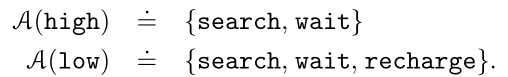 𝒜(high) ≐ {search, wait}
𝒜(low) ≐ {search, wait, recharge}.